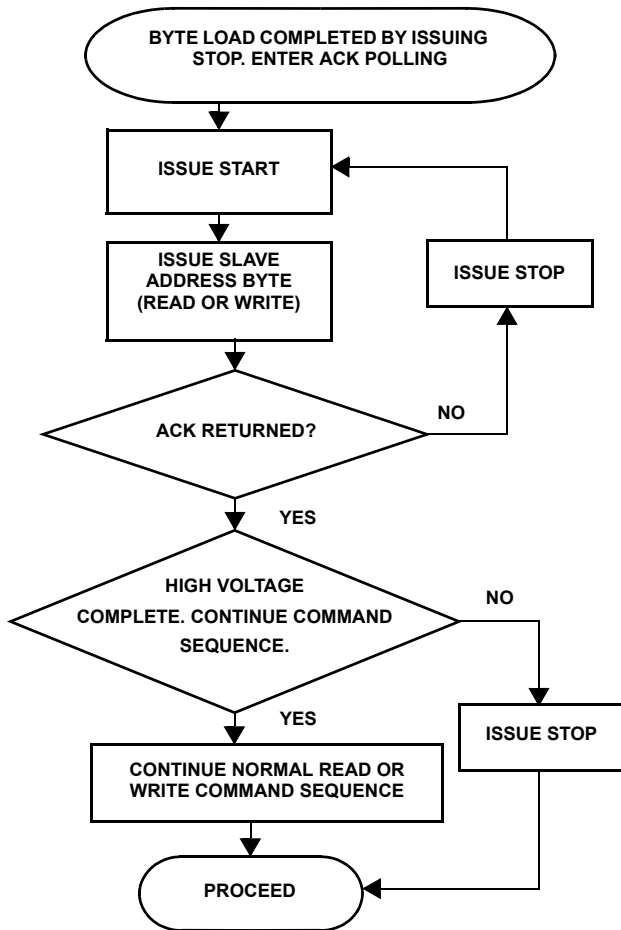 BYTE LOAD COMPLETED BY ISSUING
STOP. ENTER ACK POLLING
ISSUE START
ISSUE SLAVE
ADDRESS BYTE
(READ OR WRITE)
ISSUE STOP
ACK RETURNED?
NO
YES
HIGH VOLTAGE
COMPLETE. CONTINUE COMMAND
SEQUENCE.
NO
YES
ISSUE STOP
CONTINUE NORMAL READ OR
WRITE COMMAND SEQUENCE
PROCEED